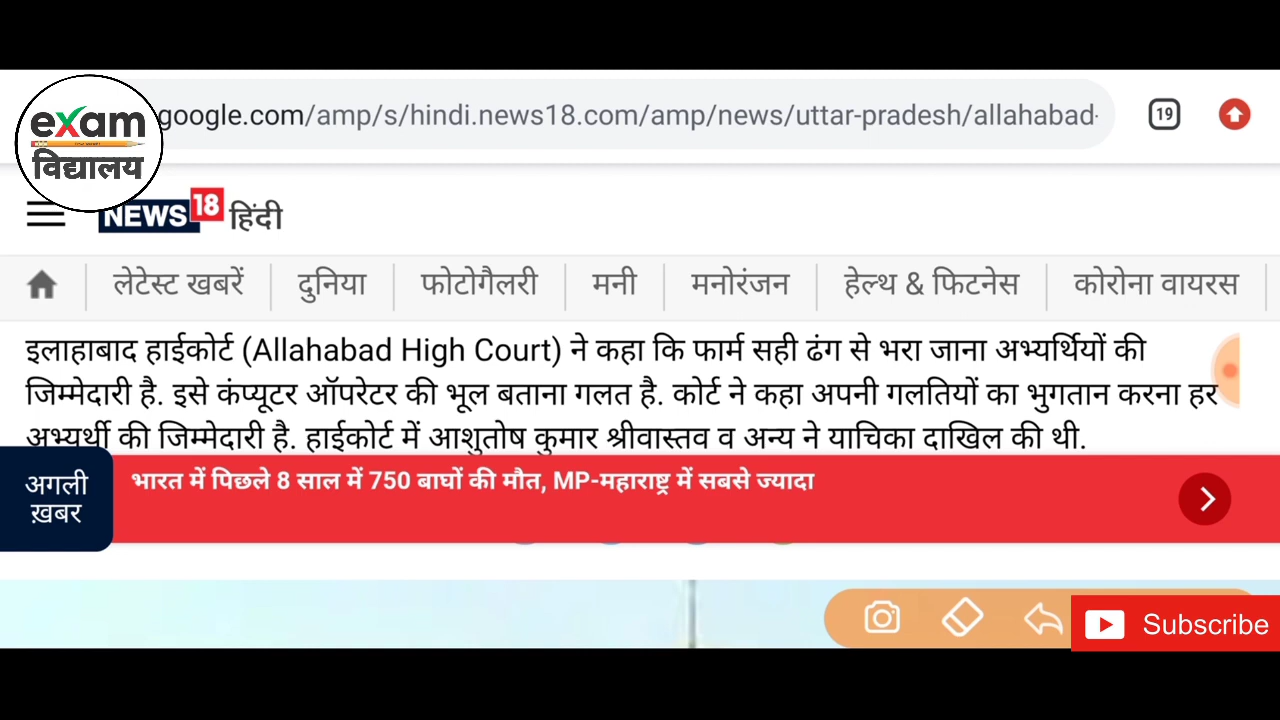 exam
विद्यालय
google.com/amp/s/hindi.news18.com/amp/news/uttar-pradesh/allahabad-
19
NEWS 18 हिंदी
लेटेस्ट खबरें दुनिया फोटोगैलरी मनी मनोरंजन हेल्थ & फिटनेस कोरोना वायरस
इलाहाबाद हाईकोर्ट (Allahabad High Court) ने कहा कि फार्म सही ढंग से भरा जाना अभ्यर्थियों की
जिम्मेदारी है. इसे कंप्यूटर ऑपरेटर की भूल बताना गलत है. कोर्ट ने कहा अपनी गलतियों का भुगतान करना हर
अभ्यर्थी की जिम्मेदारी है. हाईकोर्ट में आशुतोष कुमार श्रीवास्तव व अन्य ने याचिका दाखिल की थी.
अगली
ख़बर
भारत में पिछले 8 साल में 750 बाघों की मौत, MP-महाराष्ट्र में सबसे ज्यादा
Subscribe